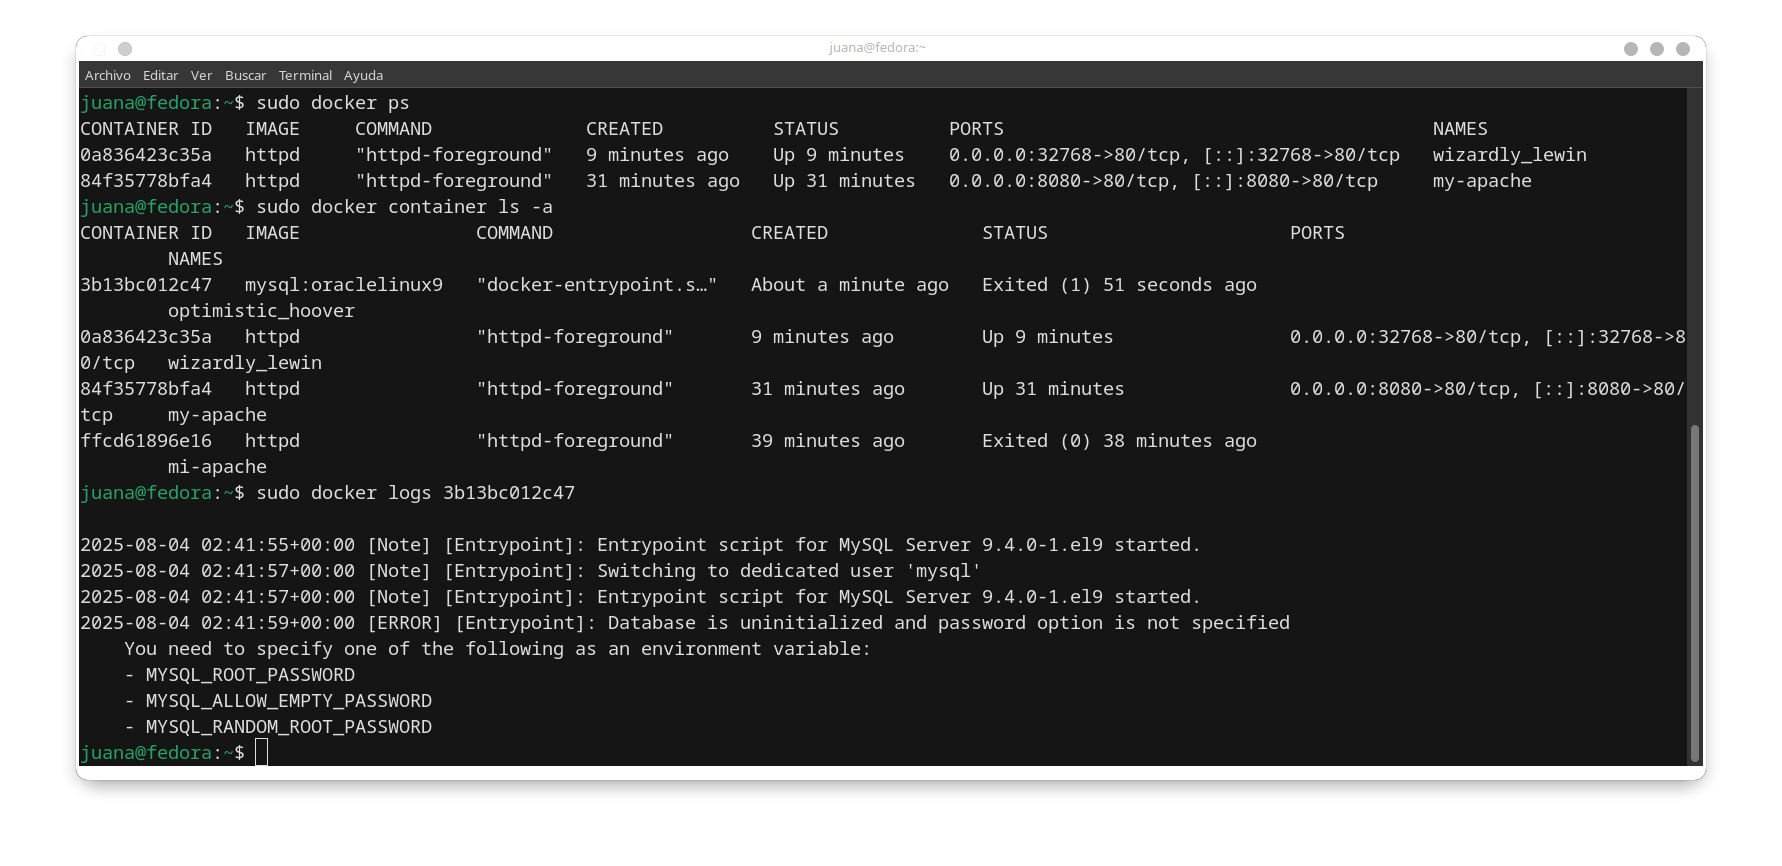 juana@fedora:~
Archivo Editar Ver Buscar Terminal Ayuda
juana@fedora:~$ sudo docker ps
CONTAINER ID   IMAGE     COMMAND              CREATED          STATUS          PORTS                                       NAMES
0a836423c35a   httpd     "httpd-foreground"   9 minutes ago    Up 9 minutes    0.0.0.0:32768->80/tcp, [::]:32768->80/tcp   wizardly_lewin
84f35778bfa4   httpd     "httpd-foreground"   31 minutes ago   Up 31 minutes   0.0.0.0:8080->80/tcp, [::]:8080->80/tcp     my-apache
juana@fedora:~$ sudo docker container ls -a
CONTAINER ID   IMAGE                COMMAND                  CREATED              STATUS                      PORTS
        NAMES
3b13bc012c47   mysql:oraclelinux9   "docker-entrypoint.s…"   About a minute ago   Exited (1) 51 seconds ago
        optimistic_hoover
0a836423c35a   httpd                "httpd-foreground"       9 minutes ago        Up 9 minutes                0.0.0.0:32768->80/tcp, [::]:32768->8
0/tcp   wizardly_lewin
84f35778bfa4   httpd                "httpd-foreground"       31 minutes ago       Up 31 minutes               0.0.0.0:8080->80/tcp, [::]:8080->80/
tcp     my-apache
ffcd61896e16   httpd                "httpd-foreground"       39 minutes ago       Exited (0) 38 minutes ago
        mi-apache
juana@fedora:~$ sudo docker logs 3b13bc012c47
2025-08-04 02:41:55+00:00 [Note] [Entrypoint]: Entrypoint script for MySQL Server 9.4.0-1.el9 started.
2025-08-04 02:41:57+00:00 [Note] [Entrypoint]: Switching to dedicated user 'mysql'
2025-08-04 02:41:57+00:00 [Note] [Entrypoint]: Entrypoint script for MySQL Server 9.4.0-1.el9 started.
2025-08-04 02:41:59+00:00 [ERROR] [Entrypoint]: Database is uninitialized and password option is not specified
    You need to specify one of the following as an environment variable:
    - MYSQL_ROOT_PASSWORD
    - MYSQL_ALLOW_EMPTY_PASSWORD
    - MYSQL_RANDOM_ROOT_PASSWORD
juana@fedora:~$